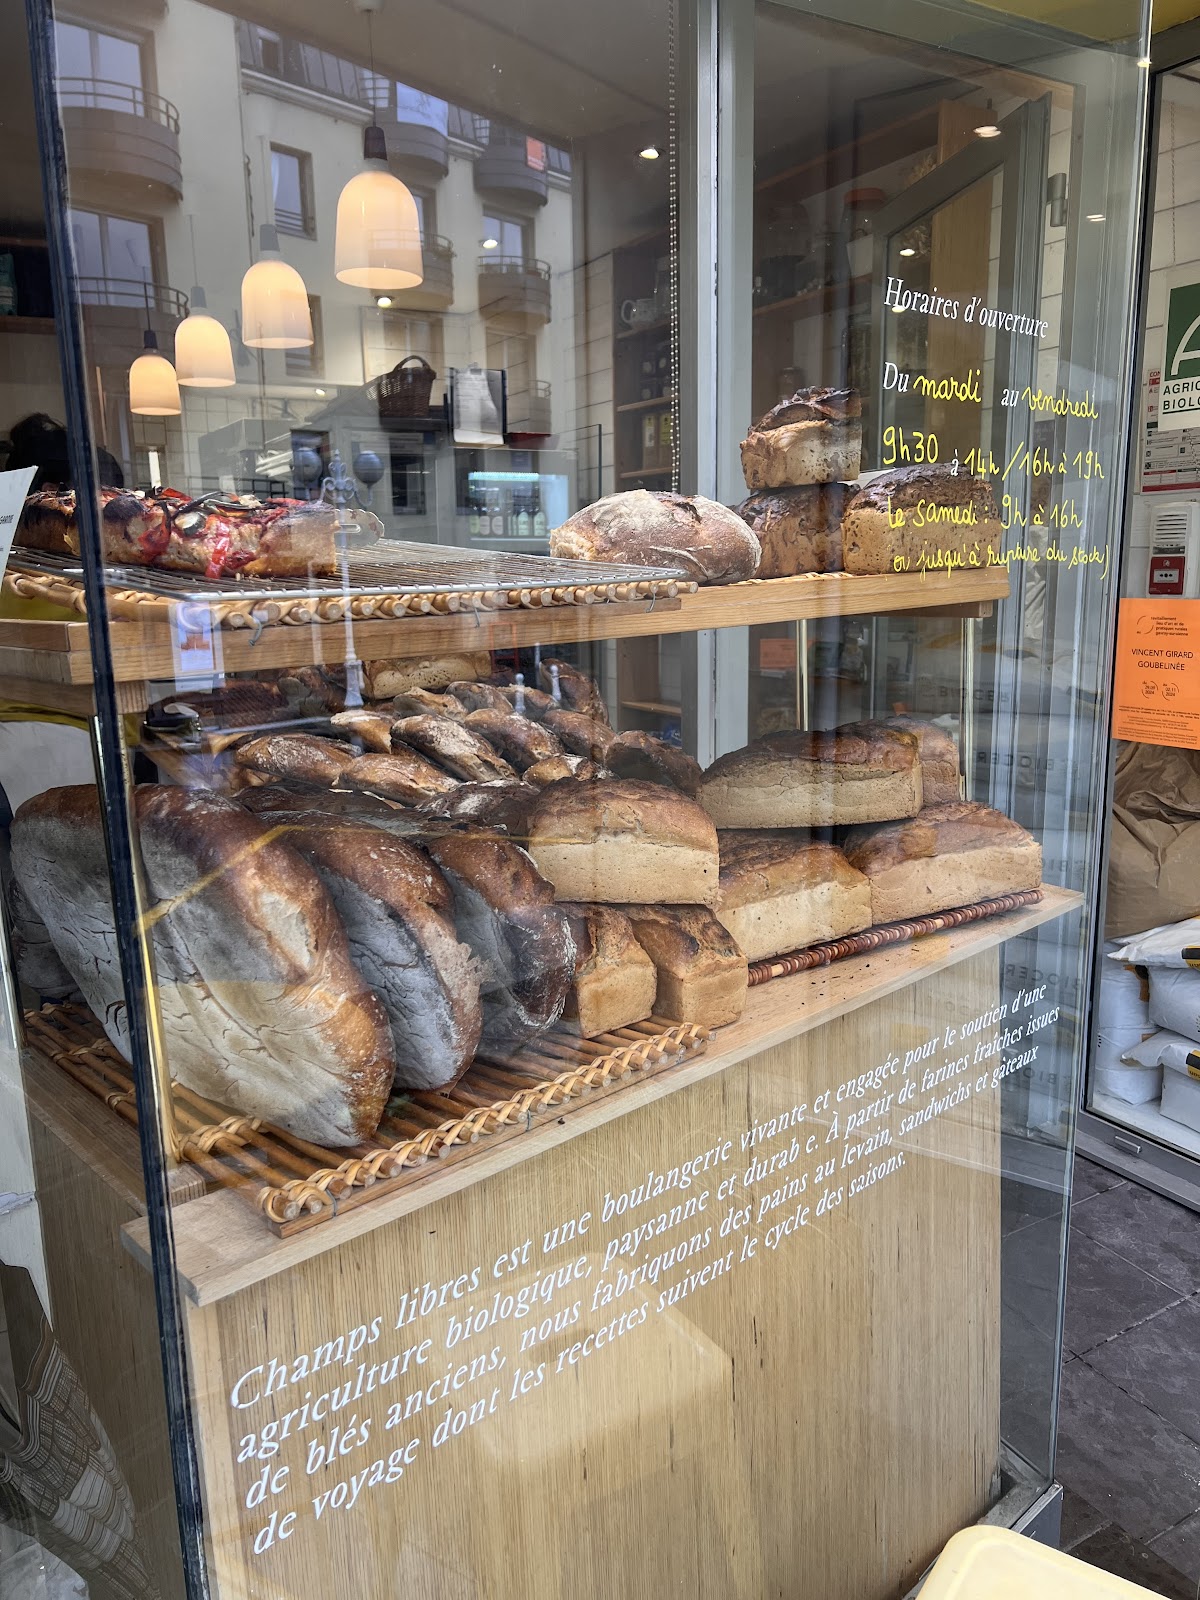 Horaires d'ouverture
Du mardi au vendredi
9h30 à 14h/16h à 19h
le samedi : 9h à 16h
ou jusqu'à rupture du stock)
AGRIC
BIOLO
VINCENT GIRARD
GOUBELINÉE
Champs libres est une boulangerie vivante et engagée pour le soutien d'une
agriculture biologique, paysanne et durab e. À partir de farines fraîches issues
de blés anciens, nous fabriquons des pains au levain, sandwichs et gâteaux
de voyage dont les recettes suivent le cycle des saisons.